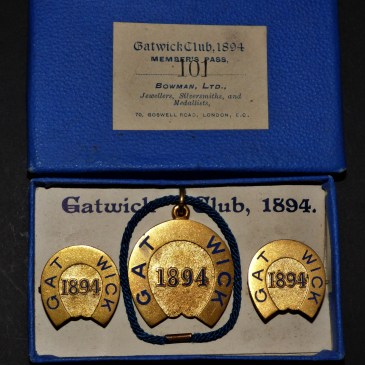 Gatwick Club, 1894
MEMBER'S PASS.
101
BOWMAN, LTD.,
Jewellers, Silversmiths, and
Medallists,
Gatwick Club, 1894.
GAT WICK
1894
GAT WICK
1894
GAT WICK
1894